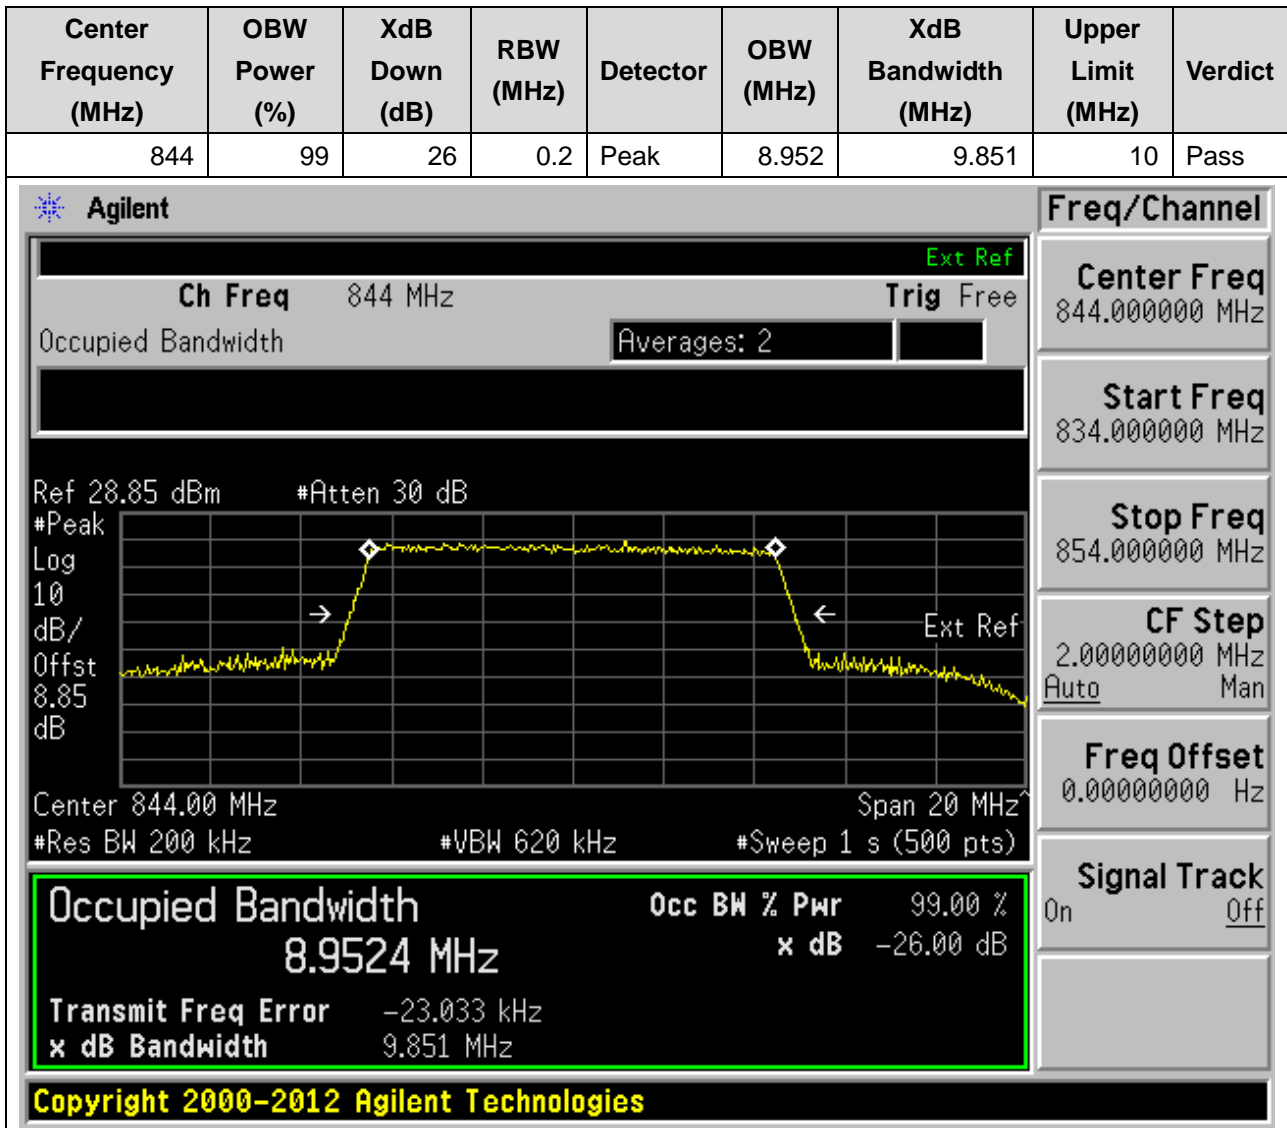 Center Frequency (MHz) OBW Power (%) XdB Down (dB) RBW (MHz) Detector OBW (MHz) XdB Bandwidth (MHz) Upper Limit (MHz) Verdict
844 99 26 0.2 Peak 8.952 9.851 10 Pass
Agilent
Freq/Channel
Ext Ref
Ch Freq 844 MHz Trig Free
Occupied Bandwidth Averages: 2
Center Freq
844.000000 MHz
Start Freq
834.000000 MHz
Stop Freq
854.000000 MHz
CF Step
2.00000000 MHz
Auto Man
Freq Offset
0.00000000 Hz
Signal Track
On Off
Ref 28.85 dBm #Atten 30 dB
#Peak
Log
10
dB/
Offst
8.85
dB
Ext Ref
Center 844.00 MHz Span 20 MHz^
#Res BW 200 kHz #VBW 620 kHz #Sweep 1 s (500 pts)
Occupied Bandwidth
8.9524 MHz
Occ BW % Pwr 99.00 %
x dB -26.00 dB
Transmit Freq Error -23.033 kHz
x dB Bandwidth 9.851 MHz
Copyright 2000-2012 Agilent Technologies